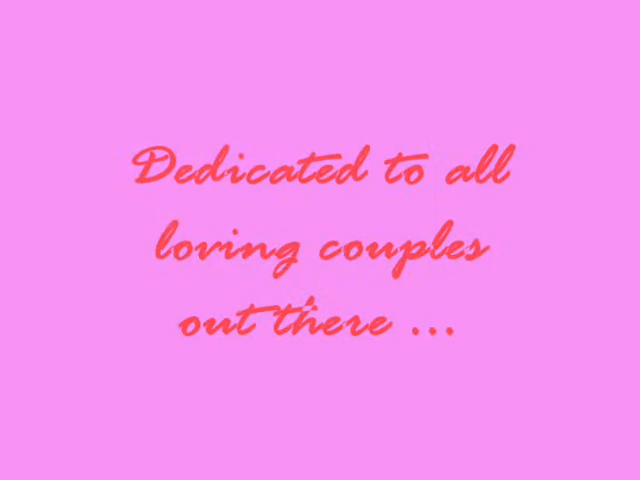 Dedicated to all
loving couples
out there ...